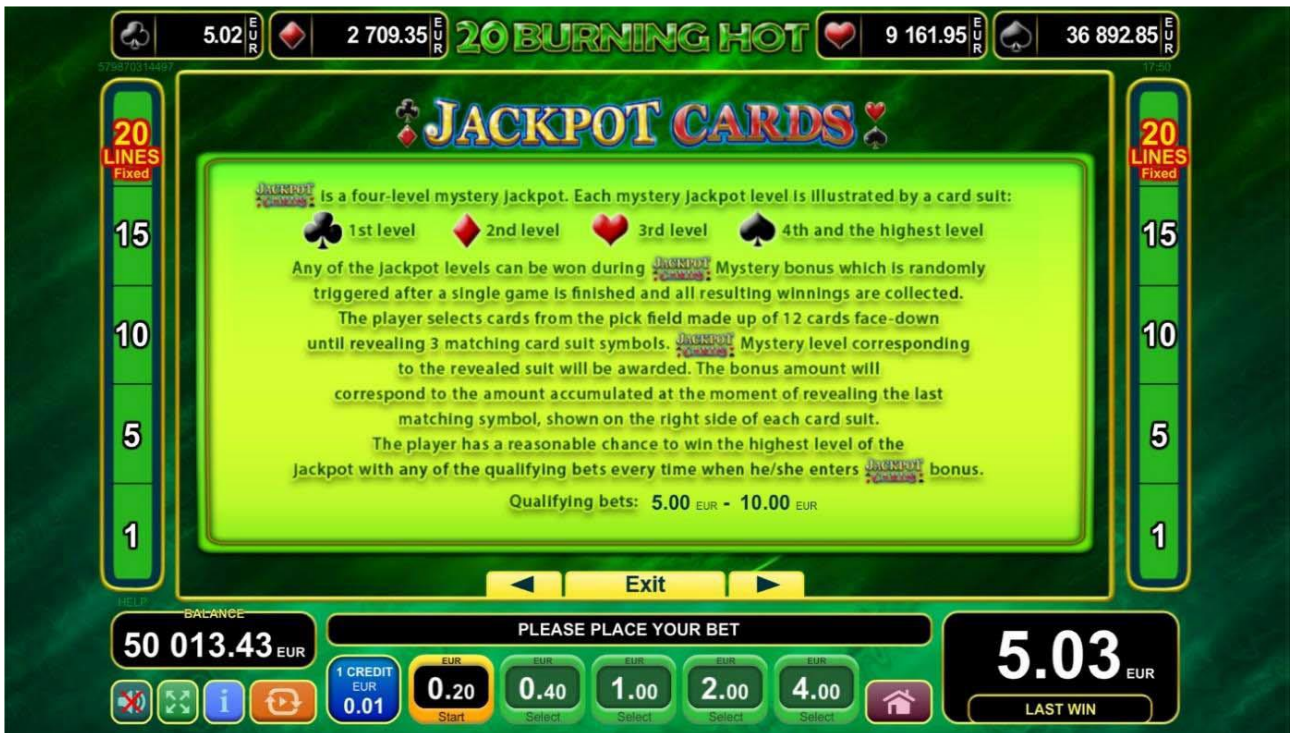 5.02 EUR
2 709.35 EUR
20 BURNING HOT
9 161.95 EUR
36 892.85 EUR
579870314497
17:50
JACKPOT CARDS
20
LINES
Fixed
15
10
5
1
20
LINES
Fixed
15
10
5
1
JACKPOT CARDS is a four-level mystery jackpot. Each mystery jackpot level is illustrated by a card suit:
1st level 2nd level 3rd level 4th and the highest level
Any of the jackpot levels can be won during JACKPOT CARDS Mystery bonus which is randomly
triggered after a single game is finished and all resulting winnings are collected.
The player selects cards from the pick field made up of 12 cards face-down
until revealing 3 matching card suit symbols. JACKPOT CARDS Mystery level corresponding
to the revealed suit will be awarded. The bonus amount will
correspond to the amount accumulated at the moment of revealing the last
matching symbol, shown on the right side of each card suit.
The player has a reasonable chance to win the highest level of the
jackpot with any of the qualifying bets every time when he/she enters JACKPOT CARDS bonus.
Qualifying bets: 5.00 EUR - 10.00 EUR
Exit
HELP
BALANCE
50 013.43 EUR
PLEASE PLACE YOUR BET
1 CREDIT
EUR
0.01
EUR
0.20
Start
EUR
0.40
Select
EUR
1.00
Select
EUR
2.00
Select
EUR
4.00
Select
5.03 EUR
LAST WIN